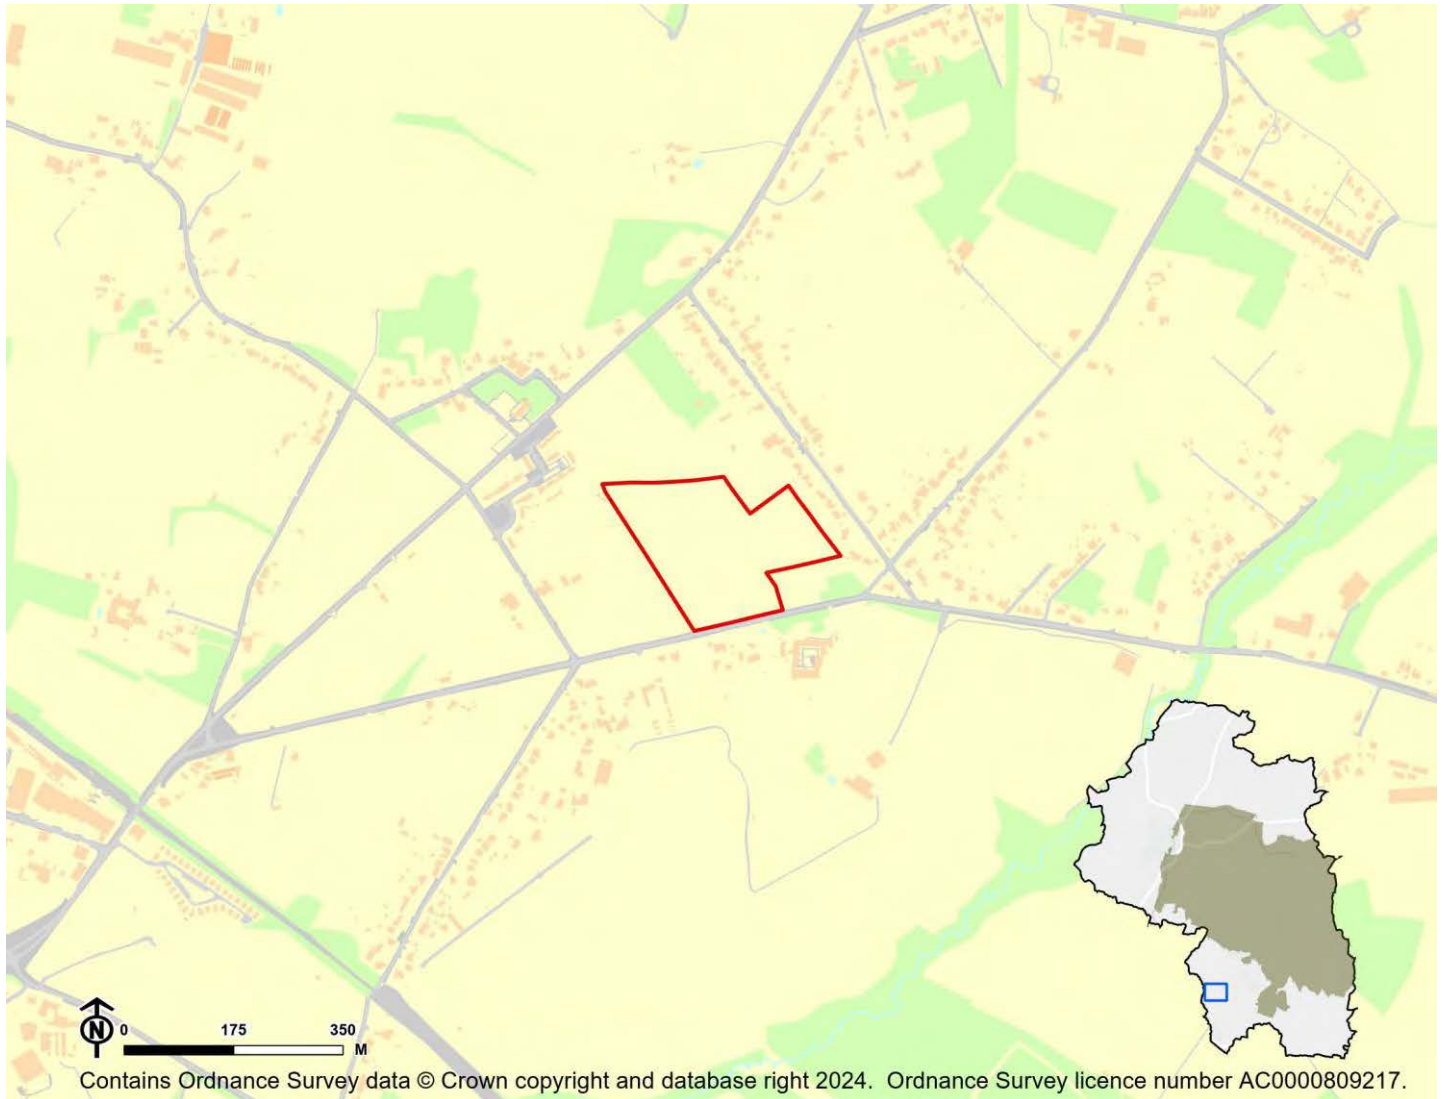 N
0 175 350
M
Contains Ordnance Survey data © Crown copyright and database right 2024. Ordnance Survey licence number AC0000809217.